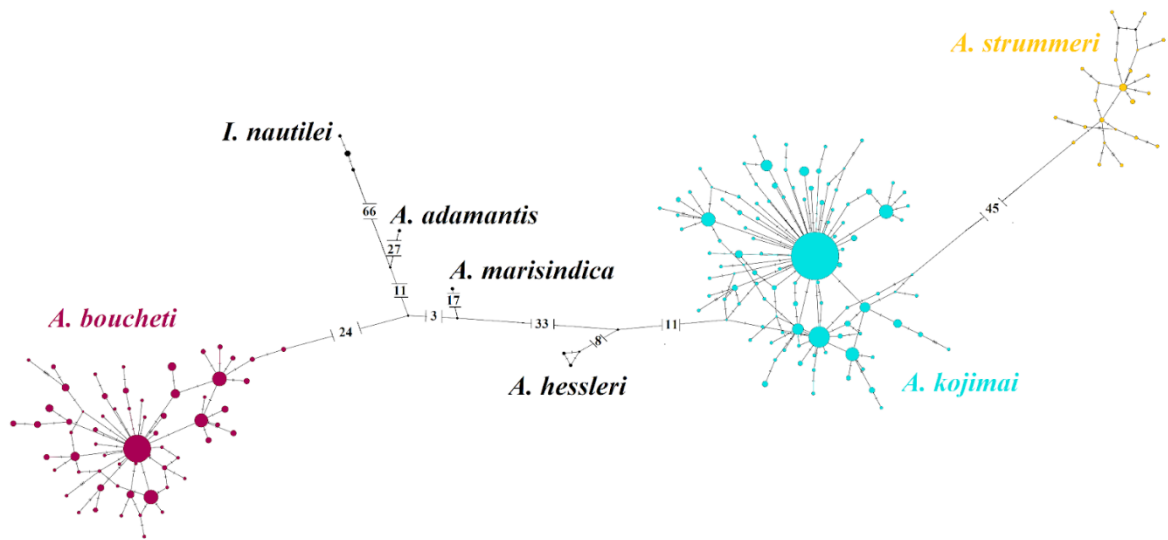 A. strummeri
I. nautilei
66
A. adamantis
27
45
A. marisindica
11
17
A. boucheti
3
33
11
24
8
A. hessleri
A. kojimai